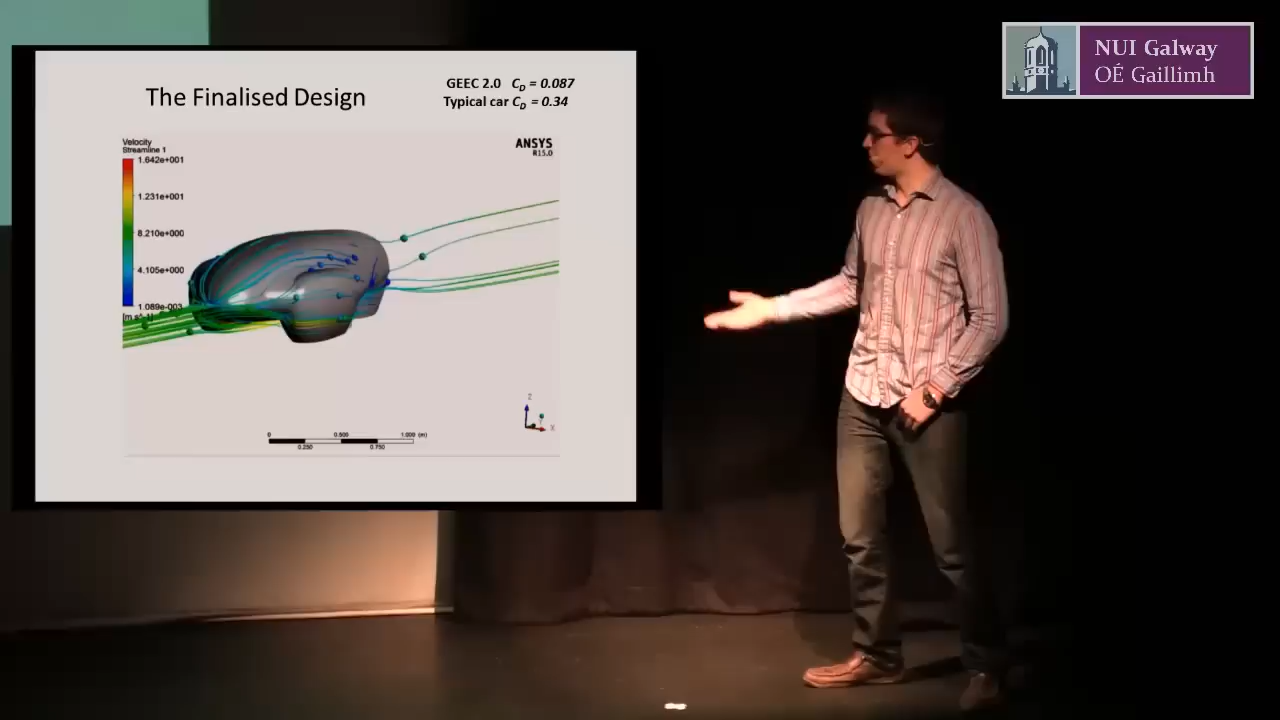 The Finalised Design
GEEC 2.0 C_D = 0.087
Typical car C_D = 0.34
Velocity
Streamline 1
1.642e+001
1.231e+001
8.210e+000
4.105e+000
1.089e-003
[m s^-1]
ANSYS
R15.0
Z
X
0 0.500 1.000 (m)
0.250 0.750
NUI Galway
OÉ Gaillimh